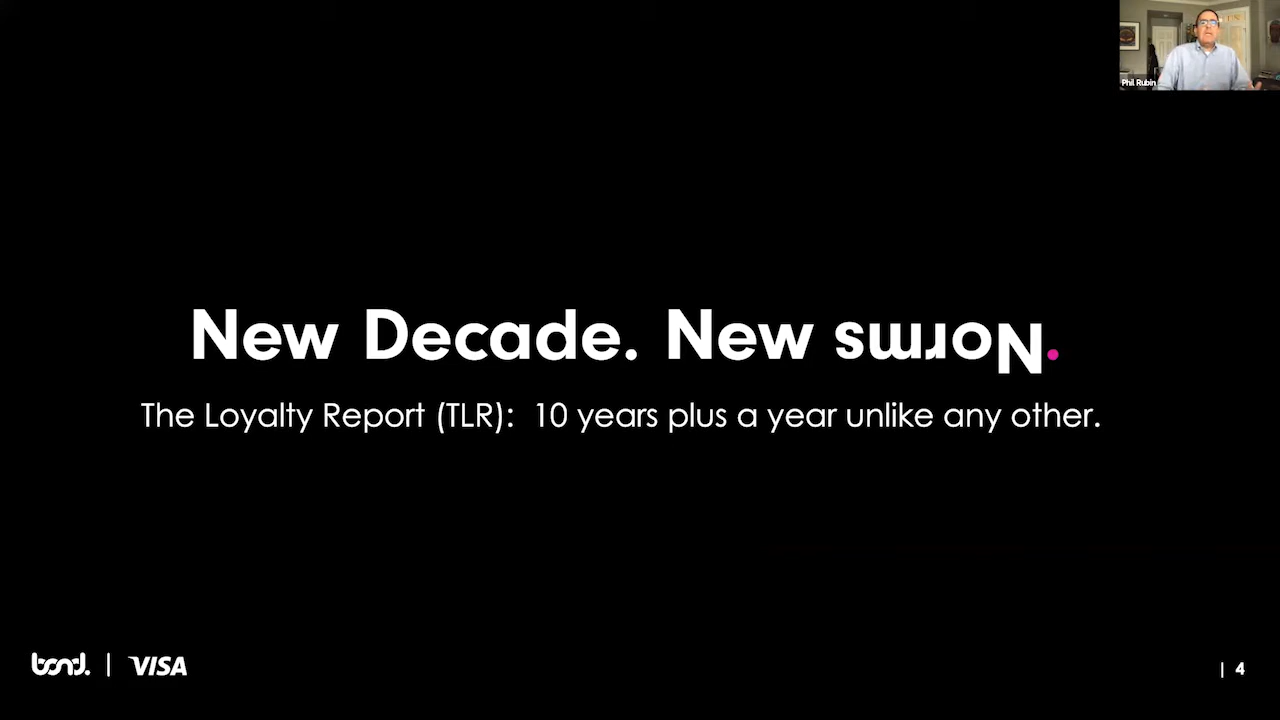 Phil Rubin
New Decade. New Norms.
The Loyalty Report (TLR): 10 years plus a year unlike any other.
bond. | VISA
| 4